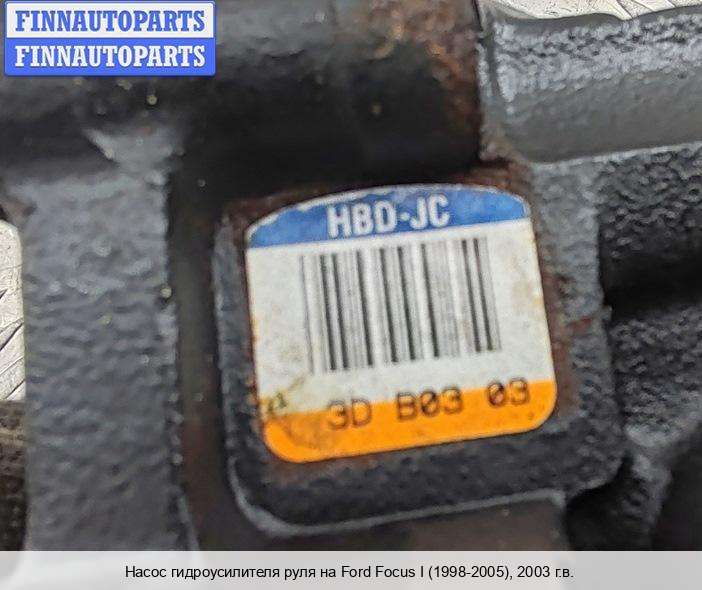 FINNAUTOPARTS
FINNAUTOPARTS
HBD-JC
3D B03 03
Насос гидроусилителя руля на Ford Focus I (1998-2005), 2003 г.в.